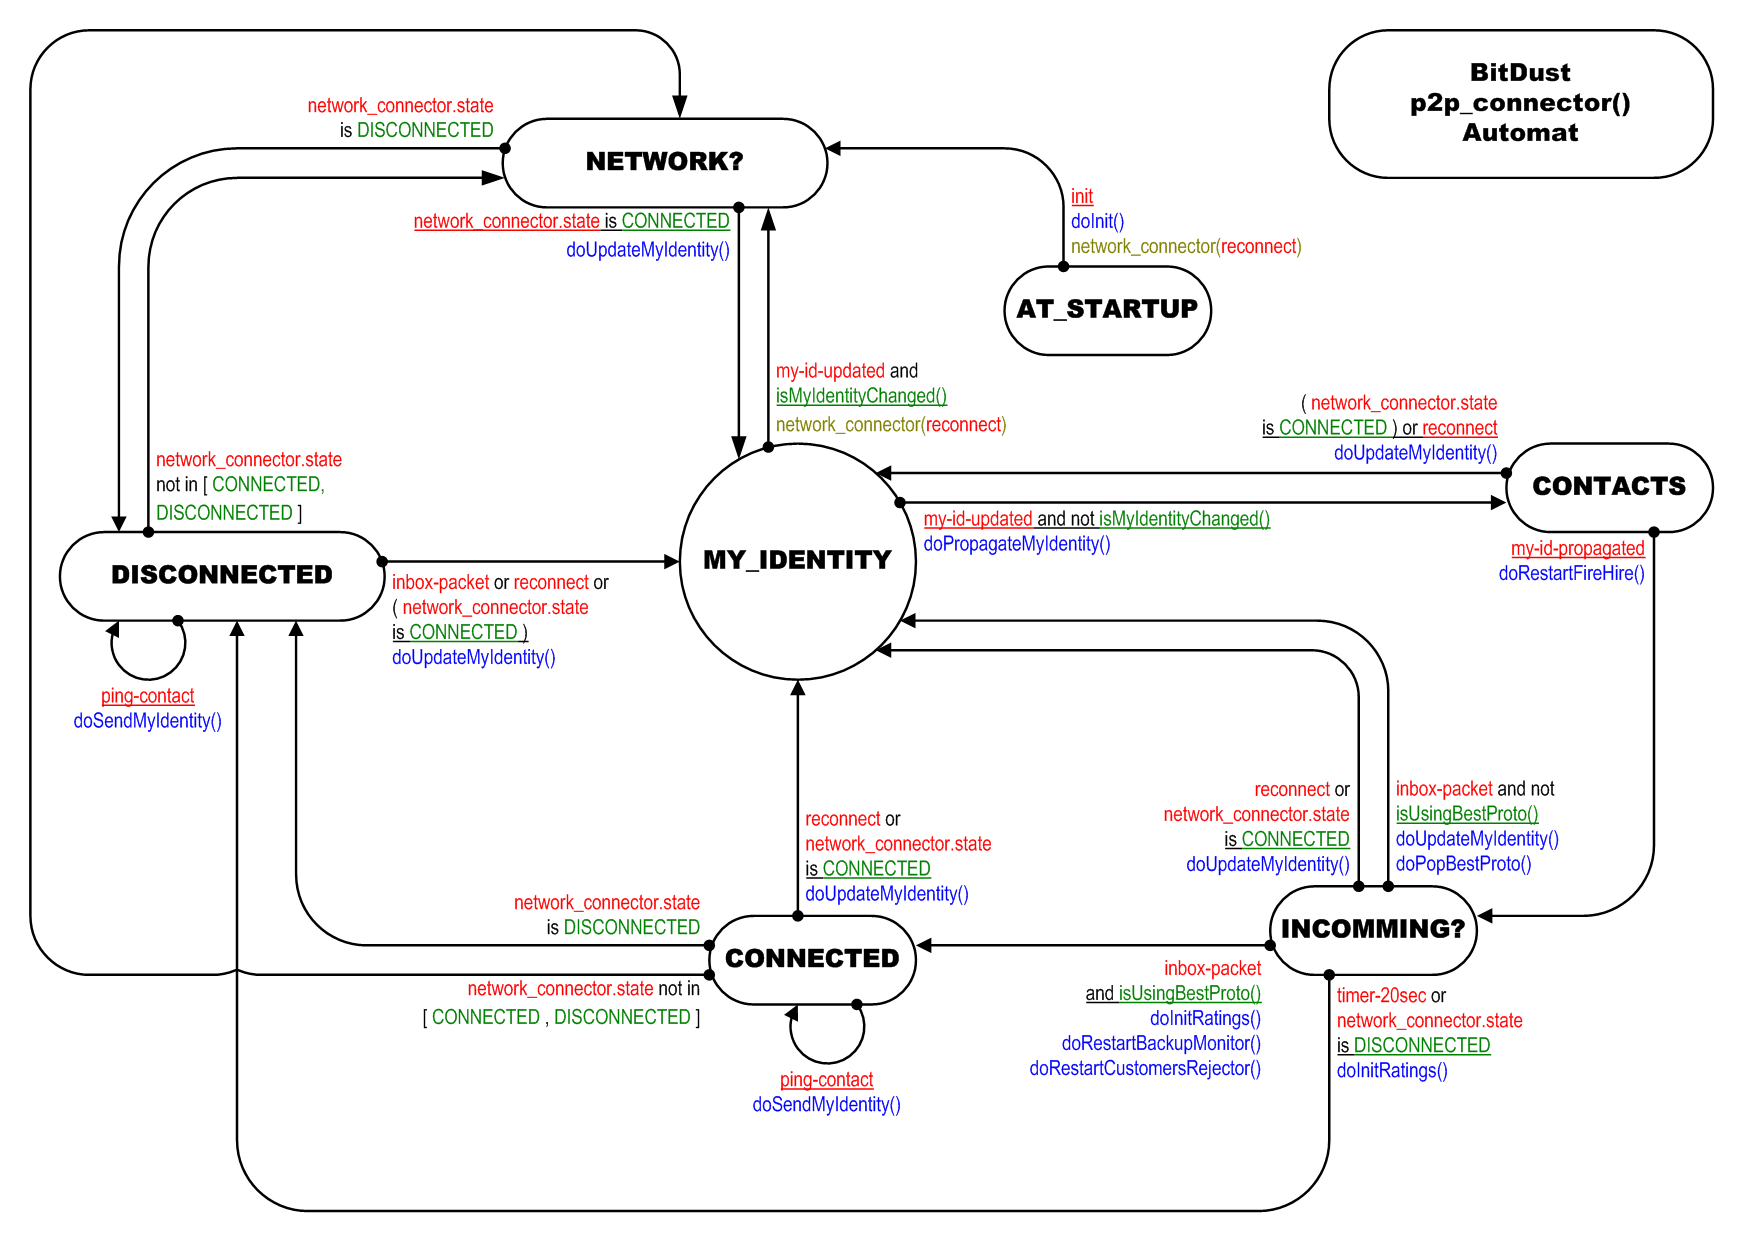 BitDust
p2p_connector()
Automat
network_connector.state
is DISCONNECTED
NETWORK?
network_connector.state is CONNECTED
doUpdateMyIdentity()
init
doInit()
network_connector(reconnect)
AT_STARTUP
my-id-updated and
isMyIdentityChanged()
network_connector(reconnect)
( network_connector.state
is CONNECTED ) or reconnect
doUpdateMyIdentity()
CONTACTS
network_connector.state
not in [ CONNECTED,
DISCONNECTED ]
my-id-updated and not isMyIdentityChanged()
doPropagateMyIdentity()
my-id-propagated
doRestartFireHire()
MY_IDENTITY
DISCONNECTED
inbox-packet or reconnect or
( network_connector.state
is CONNECTED )
doUpdateMyIdentity()
ping-contact
doSendMyIdentity()
reconnect or
network_connector.state
is CONNECTED
doUpdateMyIdentity()
inbox-packet and not
isUsingBestProto()
doUpdateMyIdentity()
doPopBestProto()
reconnect or
network_connector.state
is CONNECTED
doUpdateMyIdentity()
network_connector.state
is DISCONNECTED
INCOMMING?
CONNECTED
network_connector.state not in
[ CONNECTED , DISCONNECTED ]
inbox-packet
and isUsingBestProto()
doInitRatings()
doRestartBackupMonitor()
doRestartCustomersRejector()
timer-20sec or
network_connector.state
is DISCONNECTED
doInitRatings()
ping-contact
doSendMyIdentity()